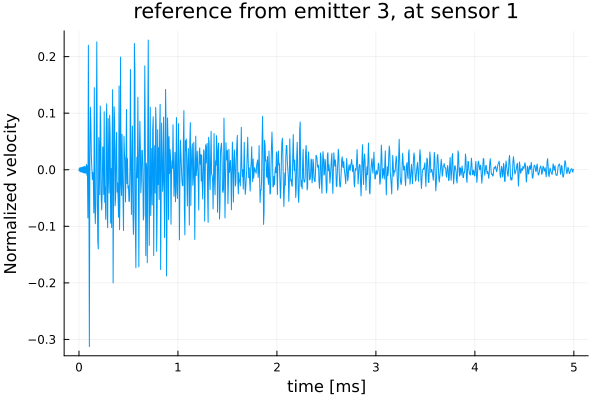 reference from emitter 3, at sensor 1
Normalized velocity
0.2
0.1
0.0
−0.1
−0.2
−0.3
0 1 2 3 4 5
time [ms]